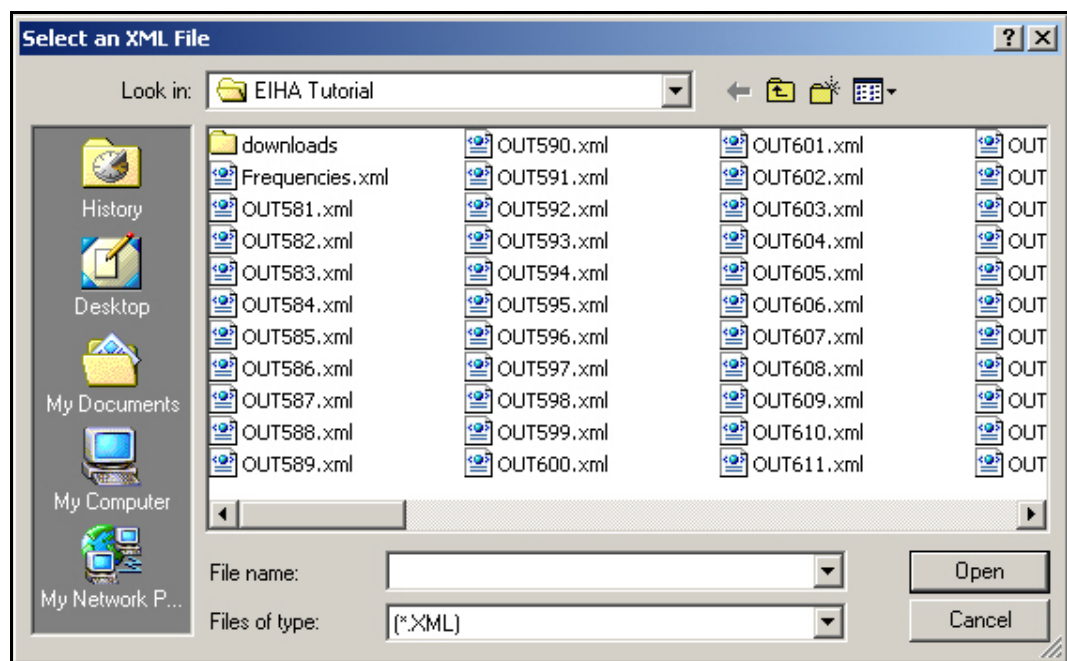 Select an XML File
Look in: EIHA Tutorial
History
Desktop
My Documents
My Computer
My Network P...
downloads
Frequencies.xml
OUT581.xml
OUT582.xml
OUT583.xml
OUT584.xml
OUT585.xml
OUT586.xml
OUT587.xml
OUT588.xml
OUT589.xml
OUT590.xml
OUT591.xml
OUT592.xml
OUT593.xml
OUT594.xml
OUT595.xml
OUT596.xml
OUT597.xml
OUT598.xml
OUT599.xml
OUT600.xml
OUT601.xml
OUT602.xml
OUT603.xml
OUT604.xml
OUT605.xml
OUT606.xml
OUT607.xml
OUT608.xml
OUT609.xml
OUT610.xml
OUT611.xml
OUT
OUT
OUT
OUT
OUT
OUT
OUT
OUT
OUT
OUT
OUT
File name:
Open
Files of type: (*.XML)
Cancel